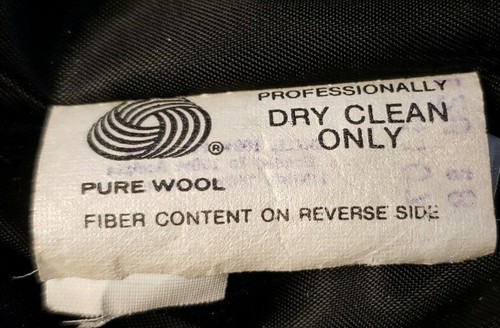 PROFESSIONALLY
DRY CLEAN
ONLY
®
PURE WOOL
FIBER CONTENT ON REVERSE SIDE